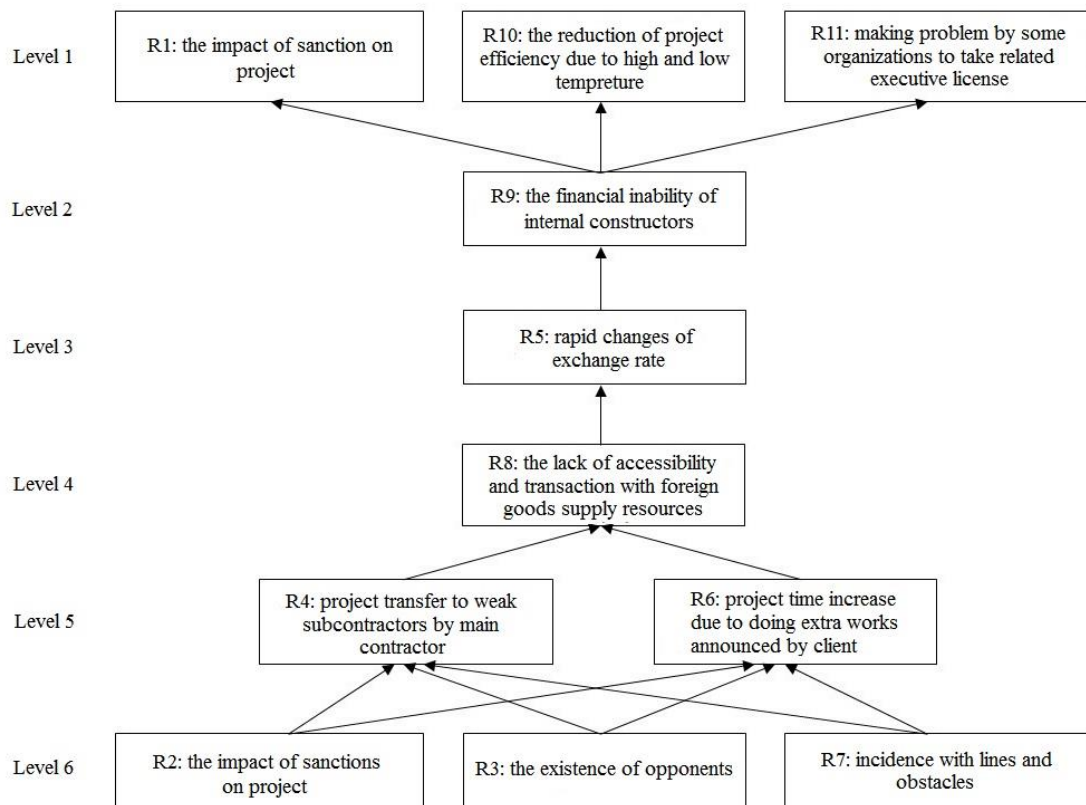 Level 1
R1: the impact of sanction on
project
R10: the reduction of project
efficiency due to high and low
tempreture
R11: making problem by some
organizations to take related
executive license
Level 2
R9: the financial inability of
internal constructors
Level 3
R5: rapid changes of
exchange rate
Level 4
R8: the lack of accessibility
and transaction with foreign
goods supply resources
Level 5
R4: project transfer to weak
subcontractors by main
contractor
R6: project time increase
due to doing extra works
announced by client
Level 6
R2: the impact of sanctions
on project
R3: the existence of opponents
R7: incidence with lines and
obstacles